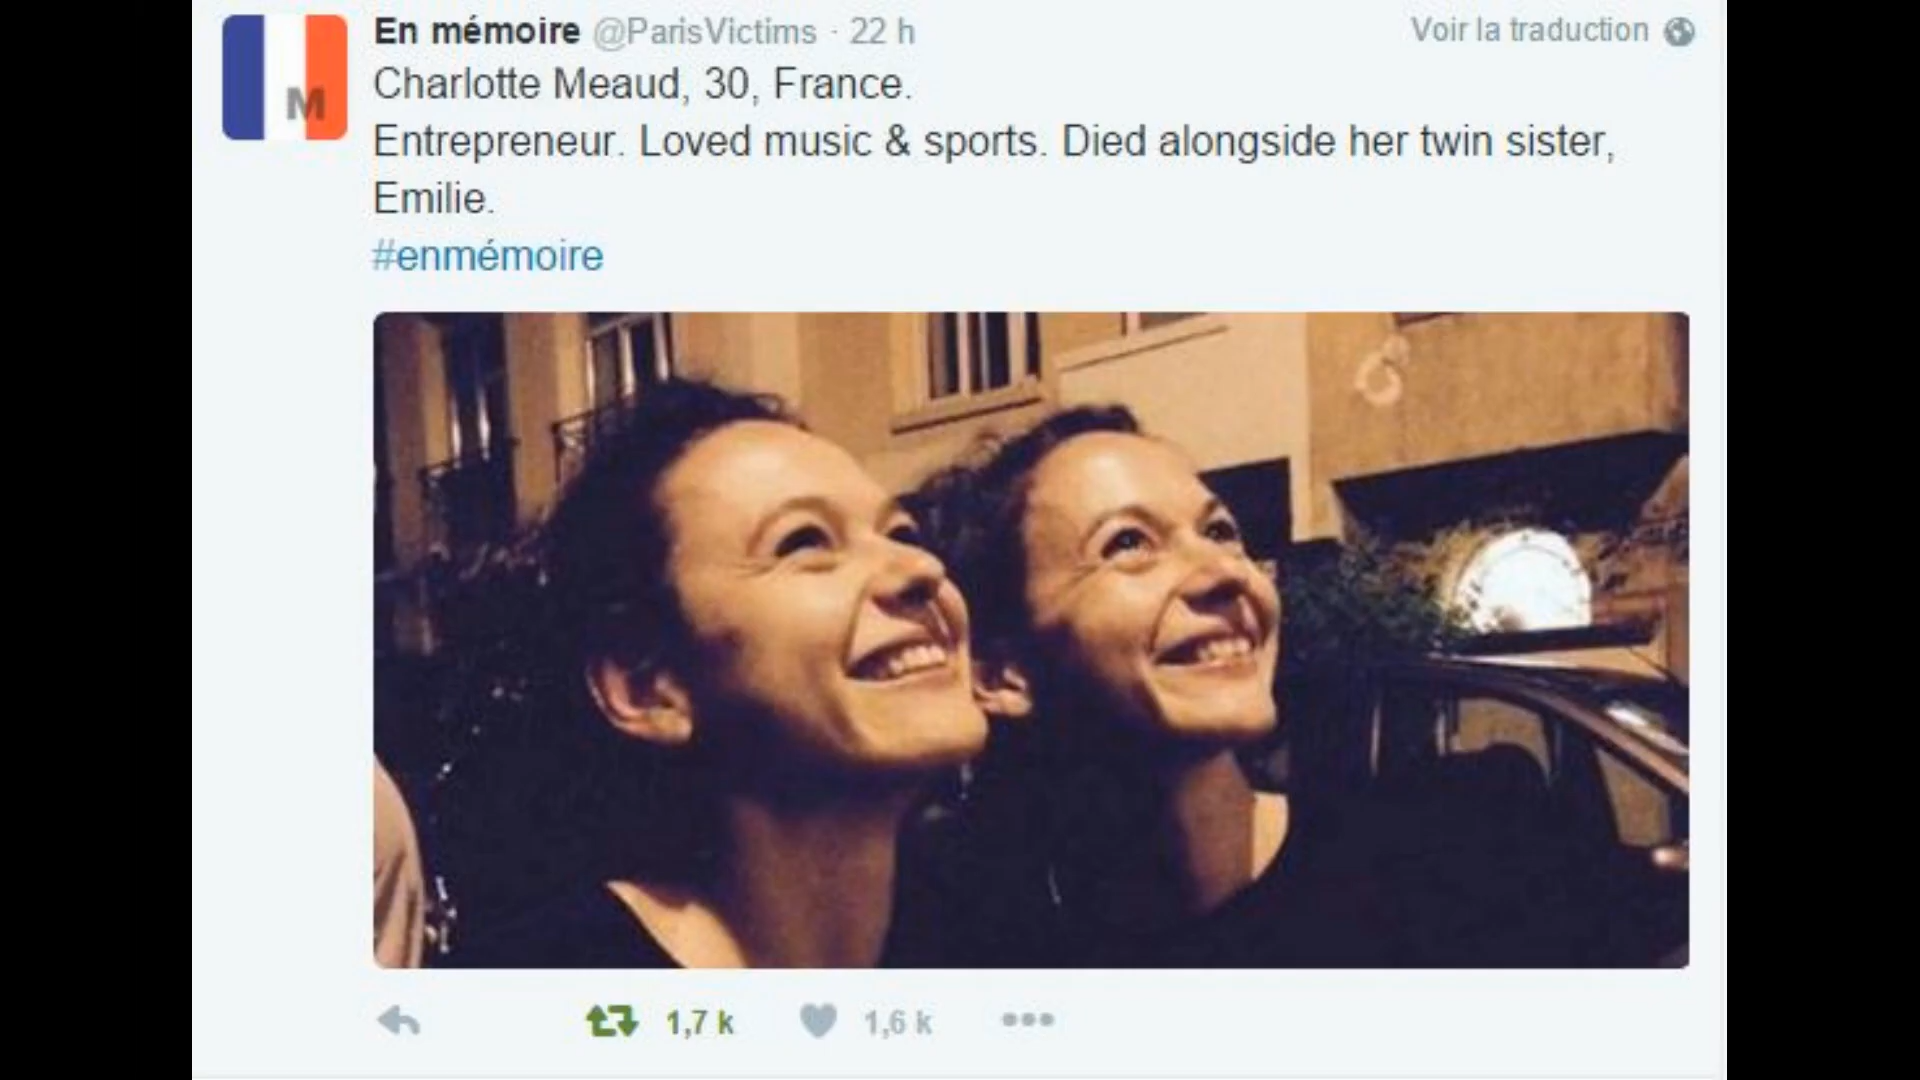 En mémoire @ParisVictims · 22 h Voir la traduction
M
Charlotte Meaud, 30, France.
Entrepreneur. Loved music & sports. Died alongside her twin sister,
Emilie.
#enmémoire
1,7 k 1,6 k